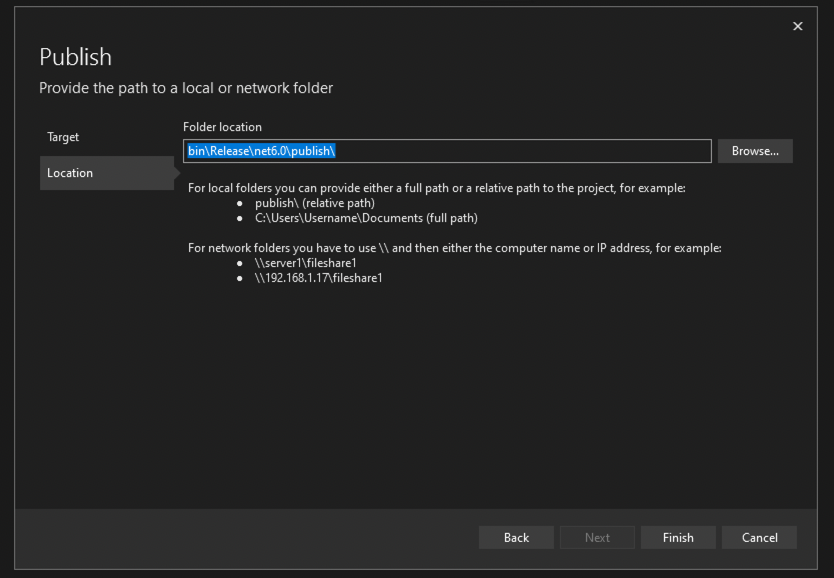 Publish
Provide the path to a local or network folder
Target
Location
Folder location
bin\Release\net6.0\publish\
Browse...
For local folders you can provide either a full path or a relative path to the project, for example:
● publish\ (relative path)
● C:\Users\Username\Documents (full path)
For network folders you have to use \\ and then either the computer name or IP address, for example:
● \\server1\fileshare1
● \\192.168.1.17\fileshare1
Back
Next
Finish
Cancel